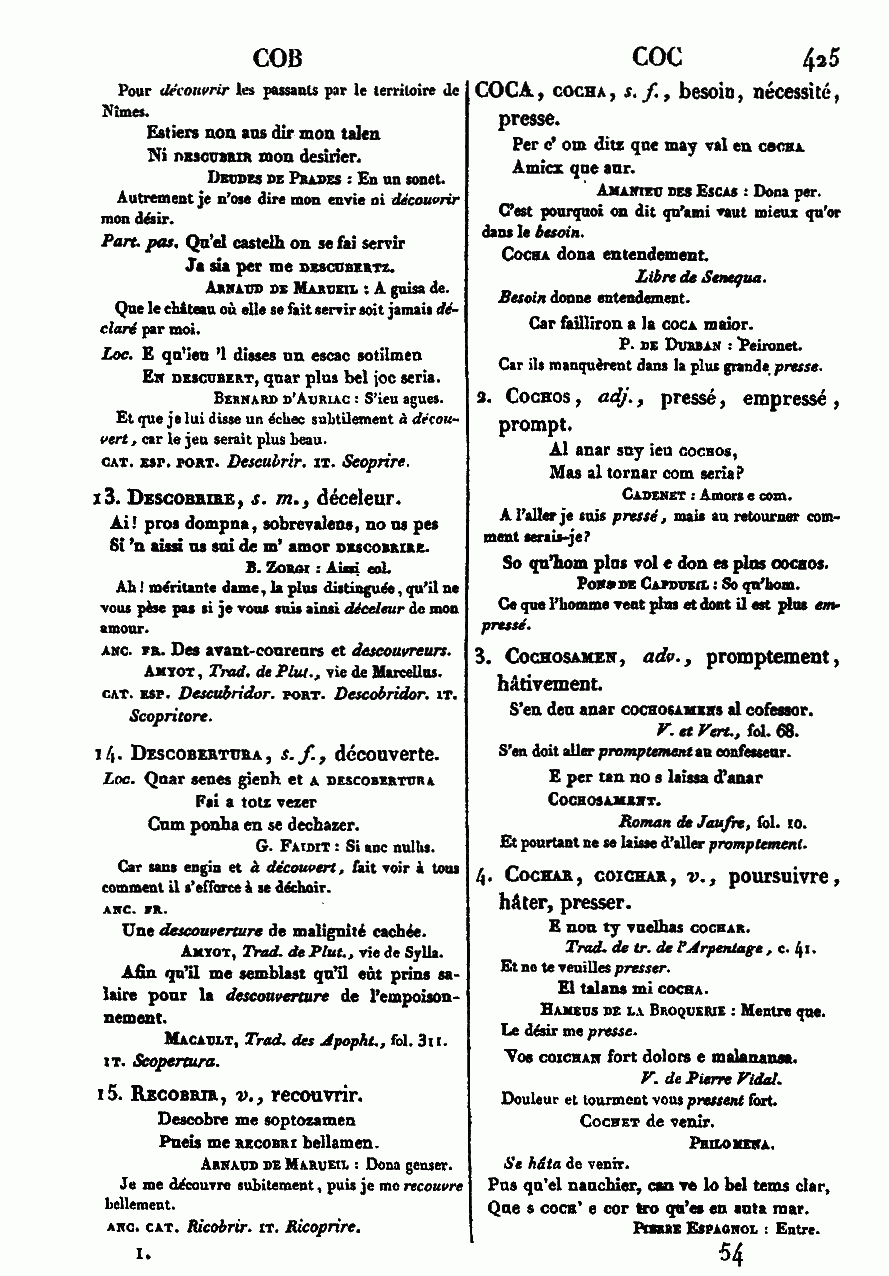 COB
COC 425
Pour découvrir les passants par le territoire de
Nîmes.
Estiers non aus dir mon talen
Ni DESCUBRIR mon desirier.
DEUDES DE PRADES : En un sonet.
Autrement je n'ose dire mon envie ni découvrir
mon désir.
Part. pas. Qu'el castelh on se fai servir
Ja sia per me DESCUBERTZ.
ARNAUD DE MARUEIL : A guisa de.
Que le château où elle se fait servir soit jamais dé-
claré par moi.
Loc. E qu'ieu 'l disses un escac sotilmen
EN DESCUBERT, quar plus bel joc seria.
BERNARD D'AURIAC : S'ieu agues.
Et que je lui disse un échec subtilement à décou-
vert, car le jeu serait plus beau.
CAT. ESP. PORT. Descubrir. IT. Scoprire.
13. DESCOBRIRE, s. m., déceleur.
Ai! pros dompna, sobrevalens, no us pes
Si 'n aissi us sui de m' amor DESCOBRIRE.
B. ZORGI : Aissi col.
Ah! méritante dame, la plus distinguée, qu'il ne
vous pèse pas si je vous suis ainsi déceleur de mon
amour.
ANC. FR. Des avant-coureurs et descouvreurs.
AMYOT, Trad. de Plut., vie de Marcellus.
CAT. ESP. Descubridor. PORT. Descobridor. IT.
Scopritore.
14. DESCOBERTURA, s. f., découverte.
Loc. Quar senes gienh et A DESCOBERTURA
Fai a totz vezer
Cum ponha en se dechazer.
G. FAIDIT : Si anc nulhs.
Car sans engin et à découvert, fait voir à tous
comment il s'efforce à se déchoir.
ANC. FR.
Une descouverture de malignité cachée.
AMYOT, Trad. de Plut., vie de Sylla.
Afin qu'il me semblast qu'il eût prins sa-
laire pour la descouverture de l'empoison-
nement.
MACAULT, Trad. des Apopht., fol. 311.
IT. Scopertura.
15. RECOBRIR, v., recouvrir.
Descobre me soptozamen
Pueis me RECOBRI bellamen.
ARNAUD DE MARUEIL : Dona genser.
Je me découvre subitement, puis je me recouvre
bellement.
ANC. CAT. Ricobrir. IT. Ricoprire.
I.
COCA, COCHA, s. f., besoin, nécessité,
presse.
Per c' om ditz que may val en COCHA
Amicx que aur.
AMANIEU DES ESCAS : Dona per.
C'est pourquoi on dit qu'ami vaut mieux qu'or
dans le besoin.
COCHA dona entendement.
Libre de Senequa.
Besoin donne entendement.
Car failliron a la COCA maior.
P. DE DURBAN : Peironet.
Car ils manquèrent dans la plus grande presse.
2. COCHOS, adj., pressé, empressé,
prompt.
Al anar suy ieu COCHOS,
Mas al tornar com seria?
CADENET : Amors e com.
A l'aller je suis pressé, mais au retourner com-
ment serais-je?
So qu'hom plus vol e don es plus COCHOS.
PONS DE CAPDUEIL : So qu'hom.
Ce que l'homme veut plus et dont il est plus em-
pressé.
3. COCHOSAMEN, adv., promptement,
hâtivement.
S'en deu anar COCHOSAMENS al cofessor.
V. et Vert., fol. 68.
S'en doit aller promptement au confesseur.
E per tan no s laissa d'anar
COCHOSAMENT.
Roman de Jaufre, fol. 10.
Et pourtant ne se laisse d'aller promptement.
4. COCHAR, COICHAR, v., poursuivre,
hâter, presser.
E non ty vuelhas COCHAR.
Trad. de tr. de l'Arpentage, c. 41.
Et ne te veuilles presser.
El talans mi COCHA.
HAMEUS DE LA BROQUERIE : Mentre que.
Le désir me presse.
Vos COICHAN fort dolors e malanansa.
V. de Pierre Vidal.
Douleur et tourment vous pressent fort.
COCHET de venir.
PHILOMENA.
Se hâta de venir.
Pus qu'el nauchier, can ve lo bel tems clar,
Que s COCH' e cor tro qu'es en auta mar.
PIERRE ESPAGNOL : Entre.
54